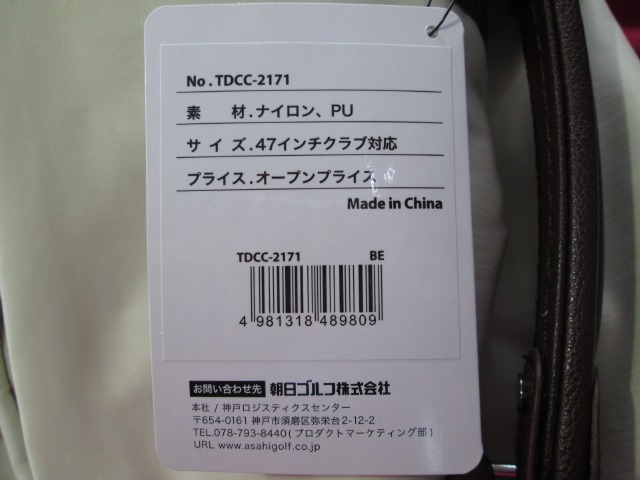 No．TDCC-2171
素　材．ナイロン、PU
サ イ ズ．47インチクラブ対応
プライス．オープンプライス
Made in China
TDCC-2171 BE
4 981318 489809
お問い合わせ先 朝日ゴルフ株式会社
本社 / 神戸ロジスティクスセンター
〒654-0161 神戸市須磨区弥栄台2-12-2
TEL.078-793-8440 ( プロダクトマーケティング部 )
URL www.asahigolf.co.jp/